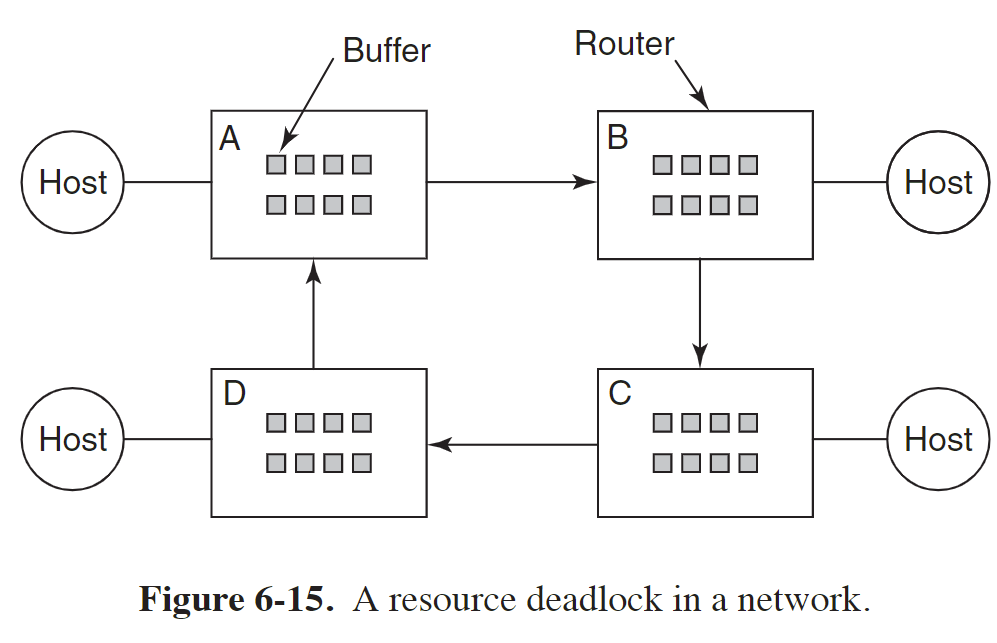 Buffer
Router
A
B
Host
Host
D
C
Host
Host
Figure 6-15. A resource deadlock in a network.